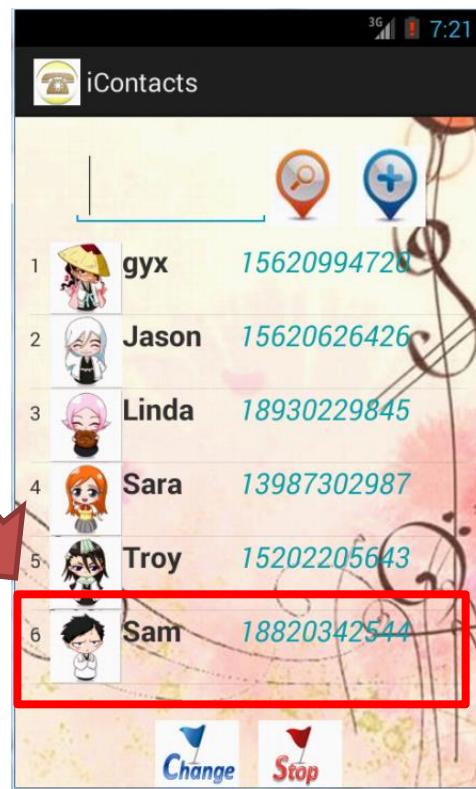 3G 7:21
iContacts
1 gyx 15620994720
2 Jason 15620626426
3 Linda 18930229845
4 Sara 13987302987
5 Troy 15202205643
6 Sam 18820342544
Change Stop